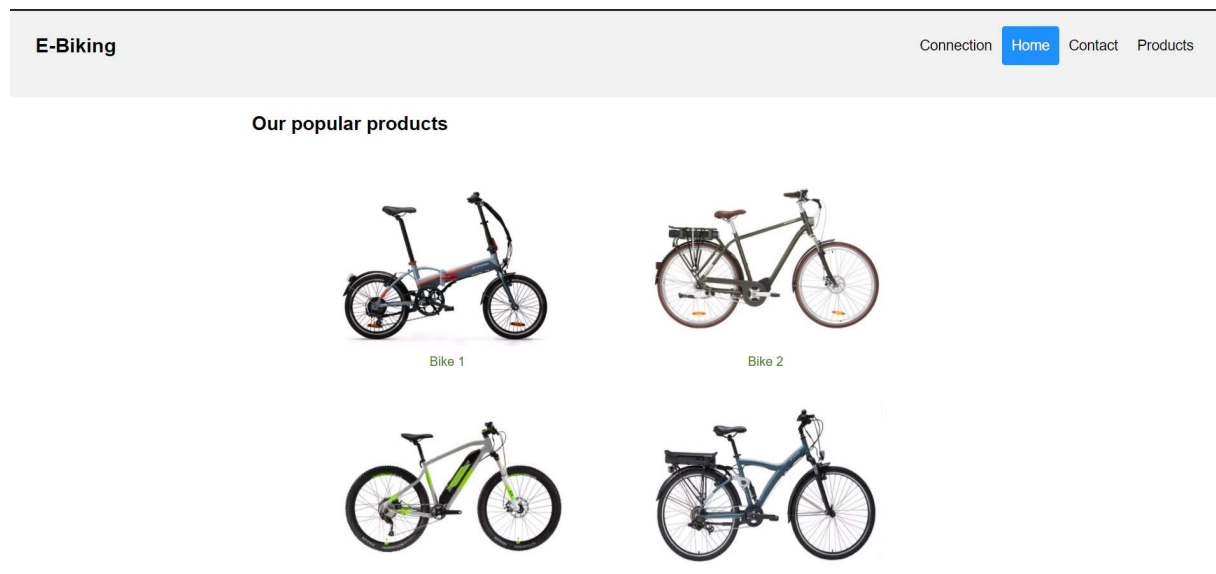 E-Biking
Connection Home Contact Products
Our popular products
Bike 1
Bike 2